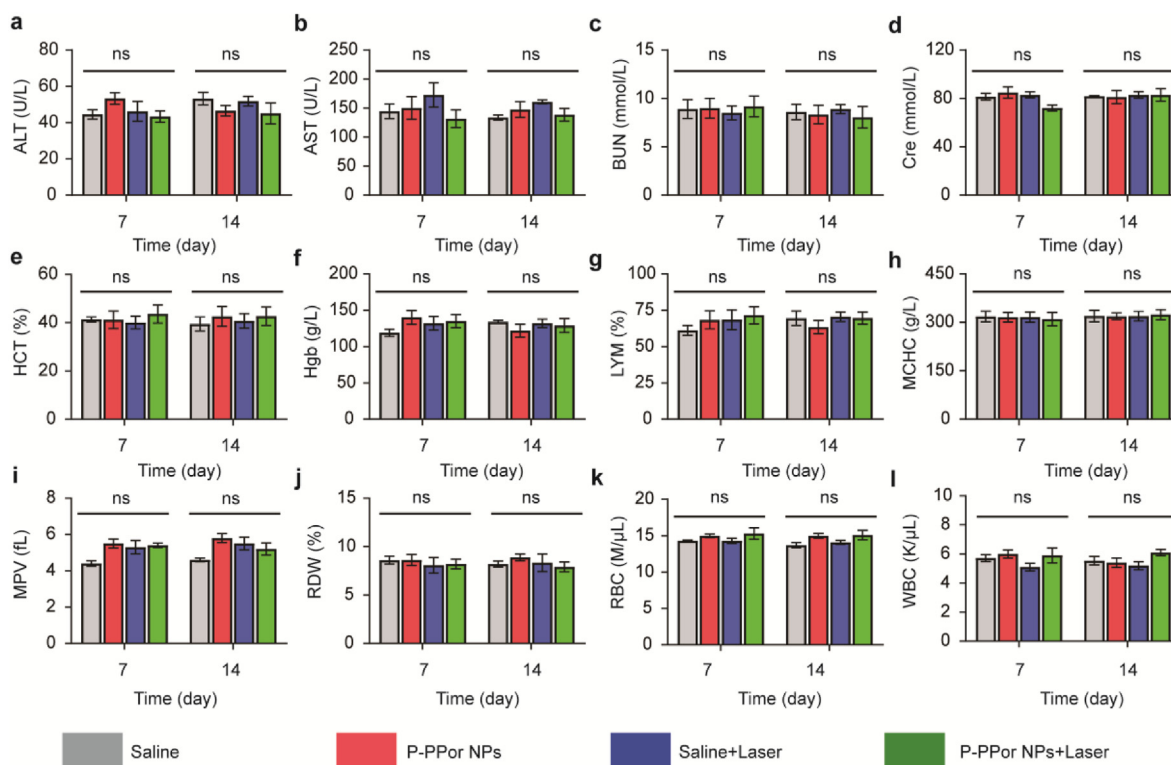 a
ns
ns
ALT (U/L)
80
60
40
20
0
7
14
Time (day)
b
ns
ns
AST (U/L)
250
200
150
100
50
0
7
14
Time (day)
c
ns
ns
BUN (mmol/L)
15
10
5
0
7
14
Time (day)
d
ns
ns
Cre (mmol/L)
120
80
40
0
7
14
Time (day)
e
ns
ns
HCT (%)
60
40
20
0
7
14
Time (day)
f
ns
ns
Hgb (g/L)
200
150
100
50
0
7
14
Time (day)
g
ns
ns
LYM (%)
100
75
50
25
0
7
14
Time (day)
h
ns
ns
MCHC (g/L)
450
300
150
0
7
14
Time (day)
i
ns
ns
MPV (fL)
8
6
4
2
0
7
14
Time (day)
j
ns
ns
RDW (%)
15
10
5
0
7
14
Time (day)
k
ns
ns
RBC (M/µL)
20
15
10
5
0
7
14
Time (day)
l
ns
ns
WBC (K/µL)
10
8
6
4
2
0
7
14
Time (day)
Saline
P-PPor NPs
Saline+Laser
P-PPor NPs+Laser